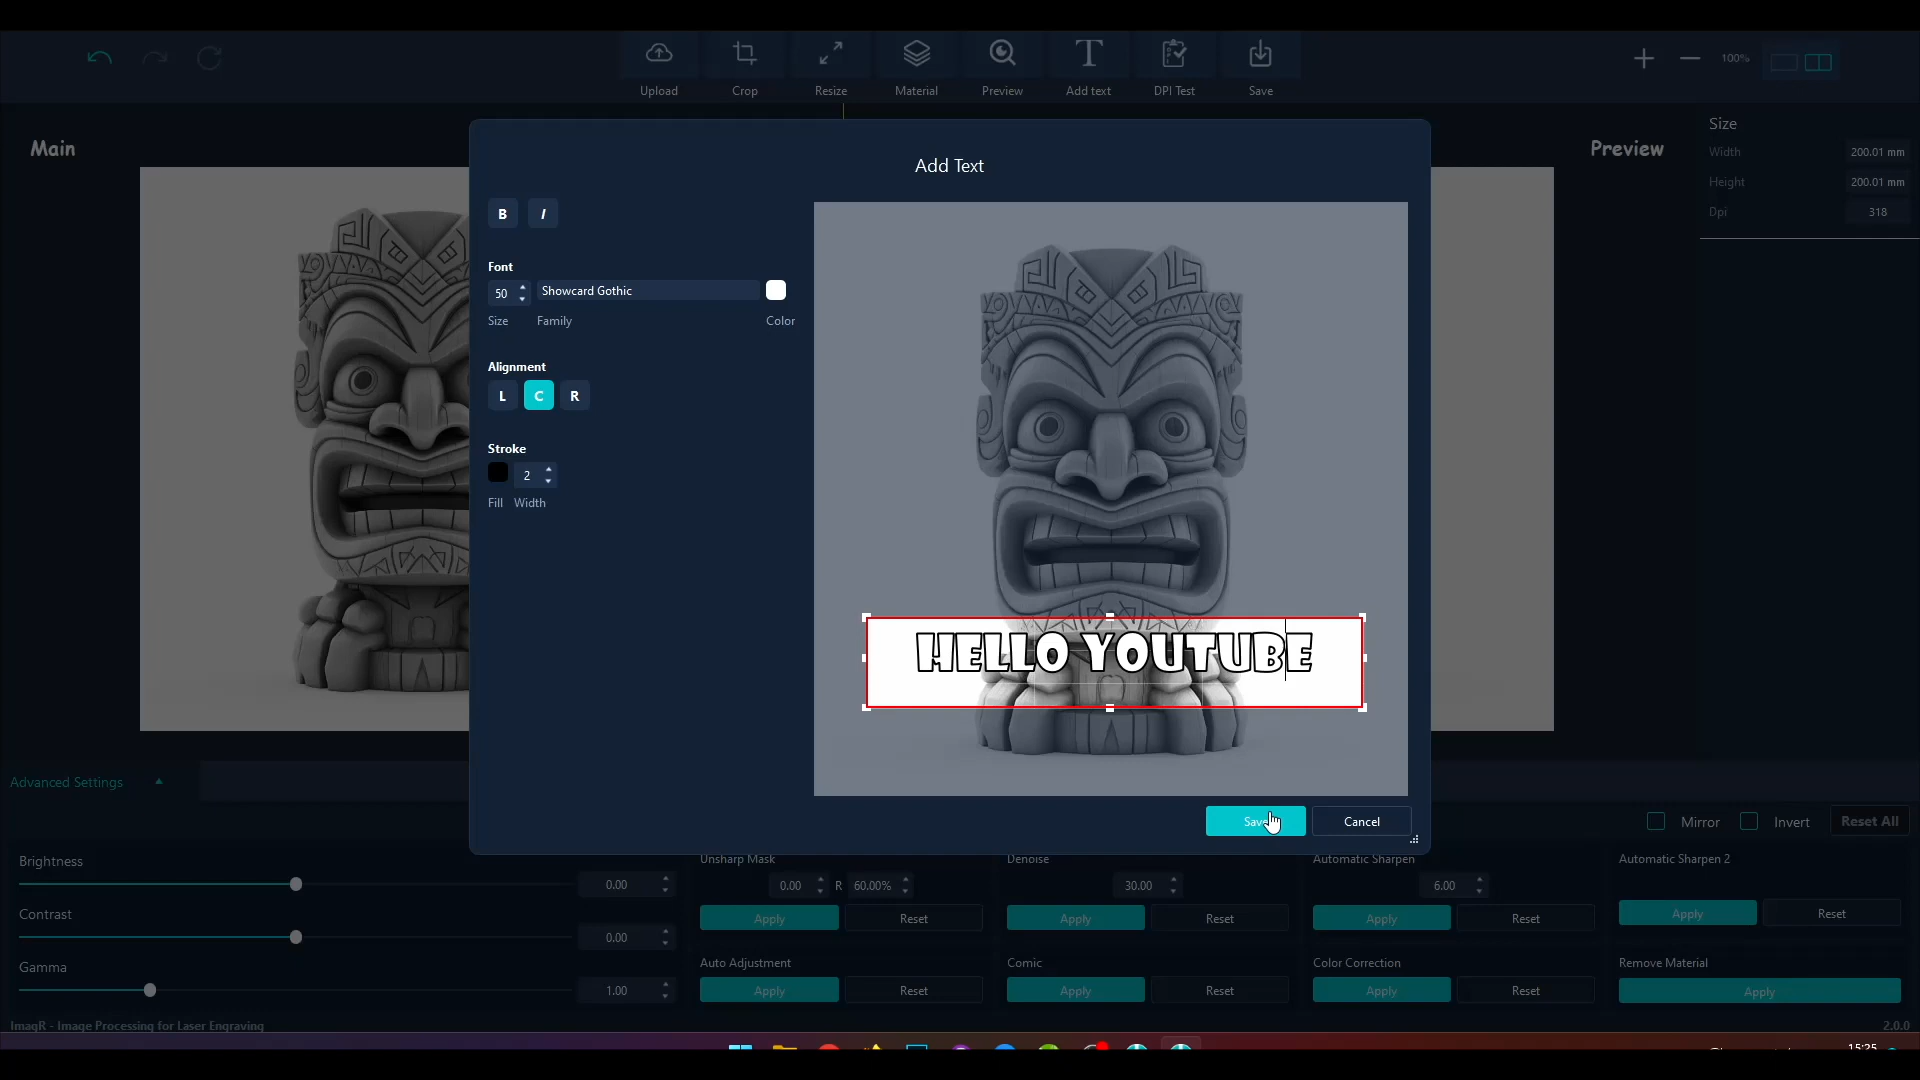 100%
Upload
Crop
Resize
Material
Preview
Add text
DPI Test
Save
Main
Preview
Size
Width
200.01 mm
Height
200.01 mm
Dpi
318
Add Text
B
I
Font
50
Showcard Gothic
Size
Family
Color
Alignment
L
C
R
Stroke
2
Fill
Width
HELLO YOUTUBE
Save
Cancel
Advanced Settings
Mirror
Invert
Reset All
Brightness
0.00
Contrast
0.00
Gamma
1.00
Unsharp Mask
0.00
R
60.00%
Apply
Reset
Denoise
30.00
Apply
Reset
Automatic Sharpen
6.00
Apply
Reset
Automatic Sharpen 2
Apply
Reset
Auto Adjustment
Apply
Reset
Comic
Apply
Reset
Color Correction
Apply
Reset
Remove Material
Apply
ImagR - Image Processing for Laser Engraving
2.0.0
15:25